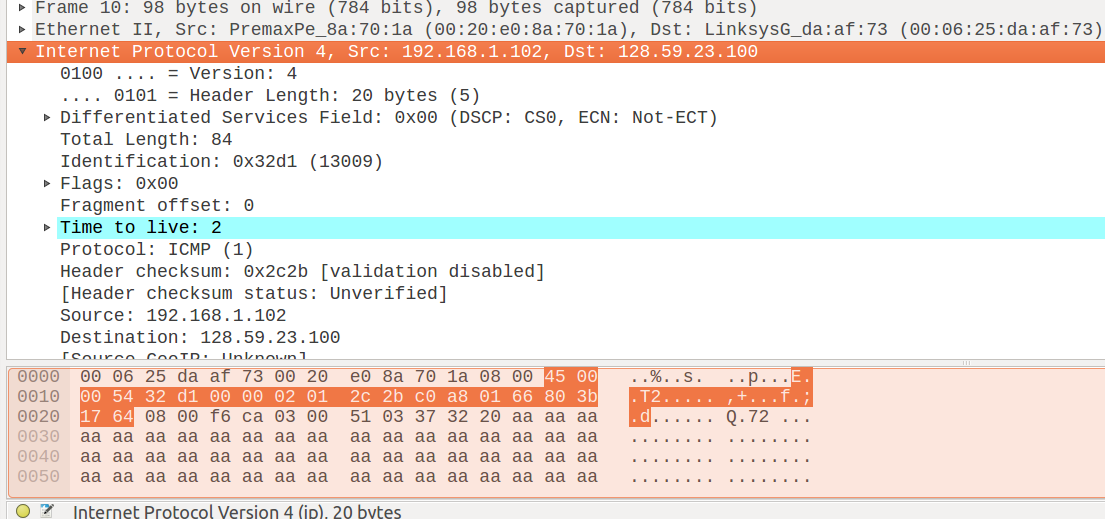 Frame 10: 98 bytes on wire (784 bits), 98 bytes captured (784 bits)
Ethernet II, Src: PremaxPe_8a:70:1a (00:20:e0:8a:70:1a), Dst: LinksysG_da:af:73 (00:06:25:da:af:73)
Internet Protocol Version 4, Src: 192.168.1.102, Dst: 128.59.23.100
0100 .... = Version: 4
.... 0101 = Header Length: 20 bytes (5)
Differentiated Services Field: 0x00 (DSCP: CS0, ECN: Not-ECT)
Total Length: 84
Identification: 0x32d1 (13009)
Flags: 0x00
Fragment offset: 0
Time to live: 2
Protocol: ICMP (1)
Header checksum: 0x2c2b [validation disabled]
[Header checksum status: Unverified]
Source: 192.168.1.102
Destination: 128.59.23.100
[Source GeoIP: Unknown]
0000 00 06 25 da af 73 00 20 e0 8a 70 1a 08 00 45 00 ..%..s. ..p...E.
0010 00 54 32 d1 00 00 02 01 2c 2b c0 a8 01 66 80 3b .T2..... ,+...f.;
0020 17 64 08 00 f6 ca 03 00 51 03 37 32 20 aa aa aa .d...... Q.72 ...
0030 aa aa aa aa aa aa aa aa aa aa aa aa aa aa aa aa ........ ........
0040 aa aa aa aa aa aa aa aa aa aa aa aa aa aa aa aa ........ ........
0050 aa aa aa aa aa aa aa aa aa aa aa aa aa aa aa aa ........ ........
Internet Protocol Version 4 (ip), 20 bytes